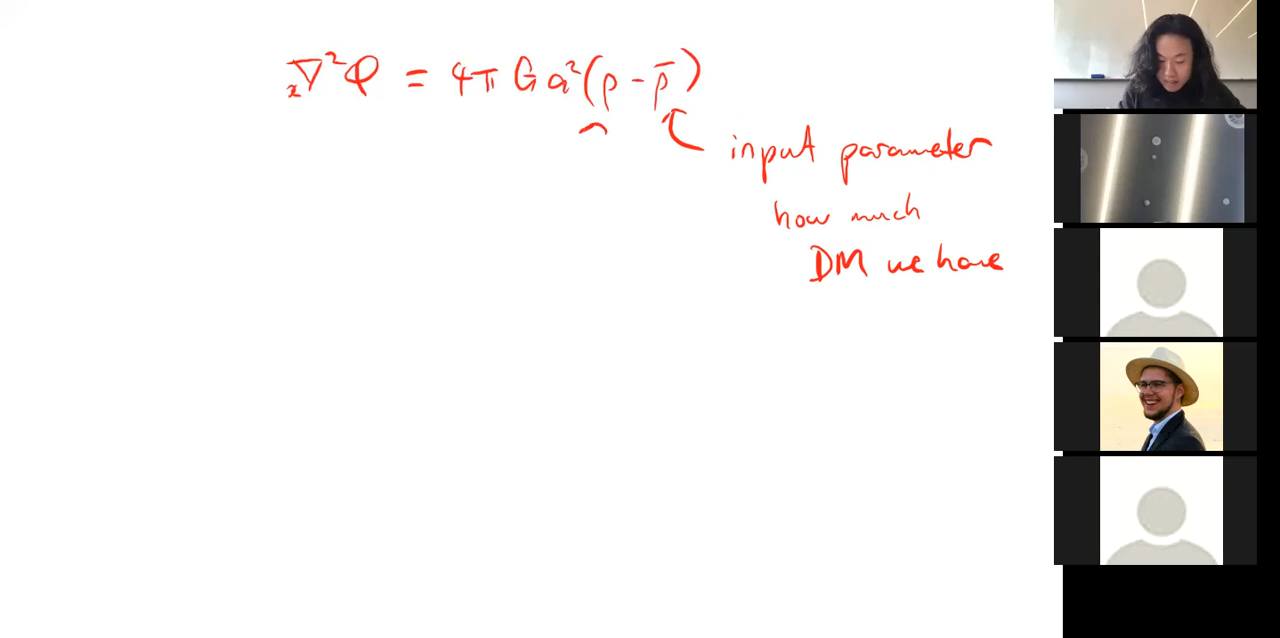 ₓ∇²Φ = 4πGa²(ρ - ρ̄)
input parameter
how much
DM we have